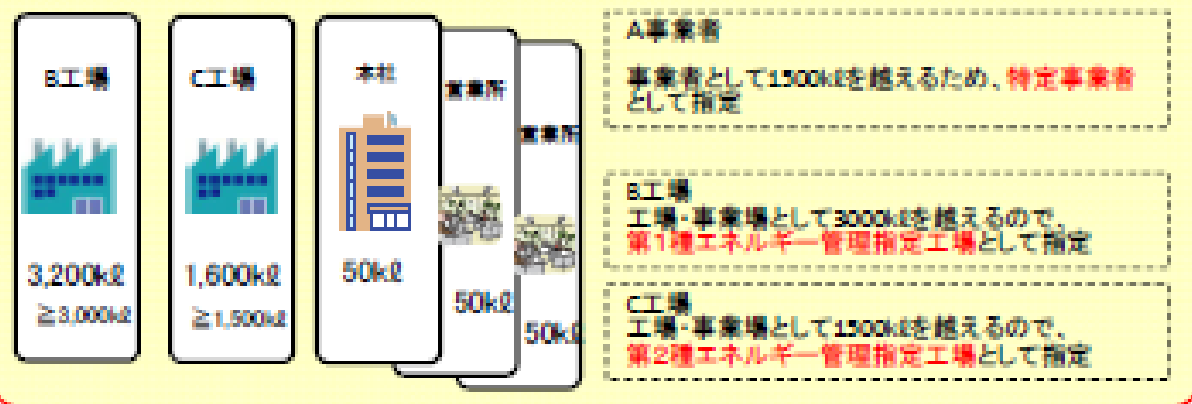 B工場
3,200kℓ
≧3,000kℓ
C工場
1,600kℓ
≧1,500kℓ
本社
50kℓ
営業所
50kℓ
営業所
50kℓ
A事業者
事業者として1500kℓを越えるため、特定事業者
として指定
B工場
工場・事業場として3000kℓを越えるので、
第1種エネルギー管理指定工場として指定
C工場
工場・事業場として1500kℓを越えるので、
第2種エネルギー管理指定工場として指定